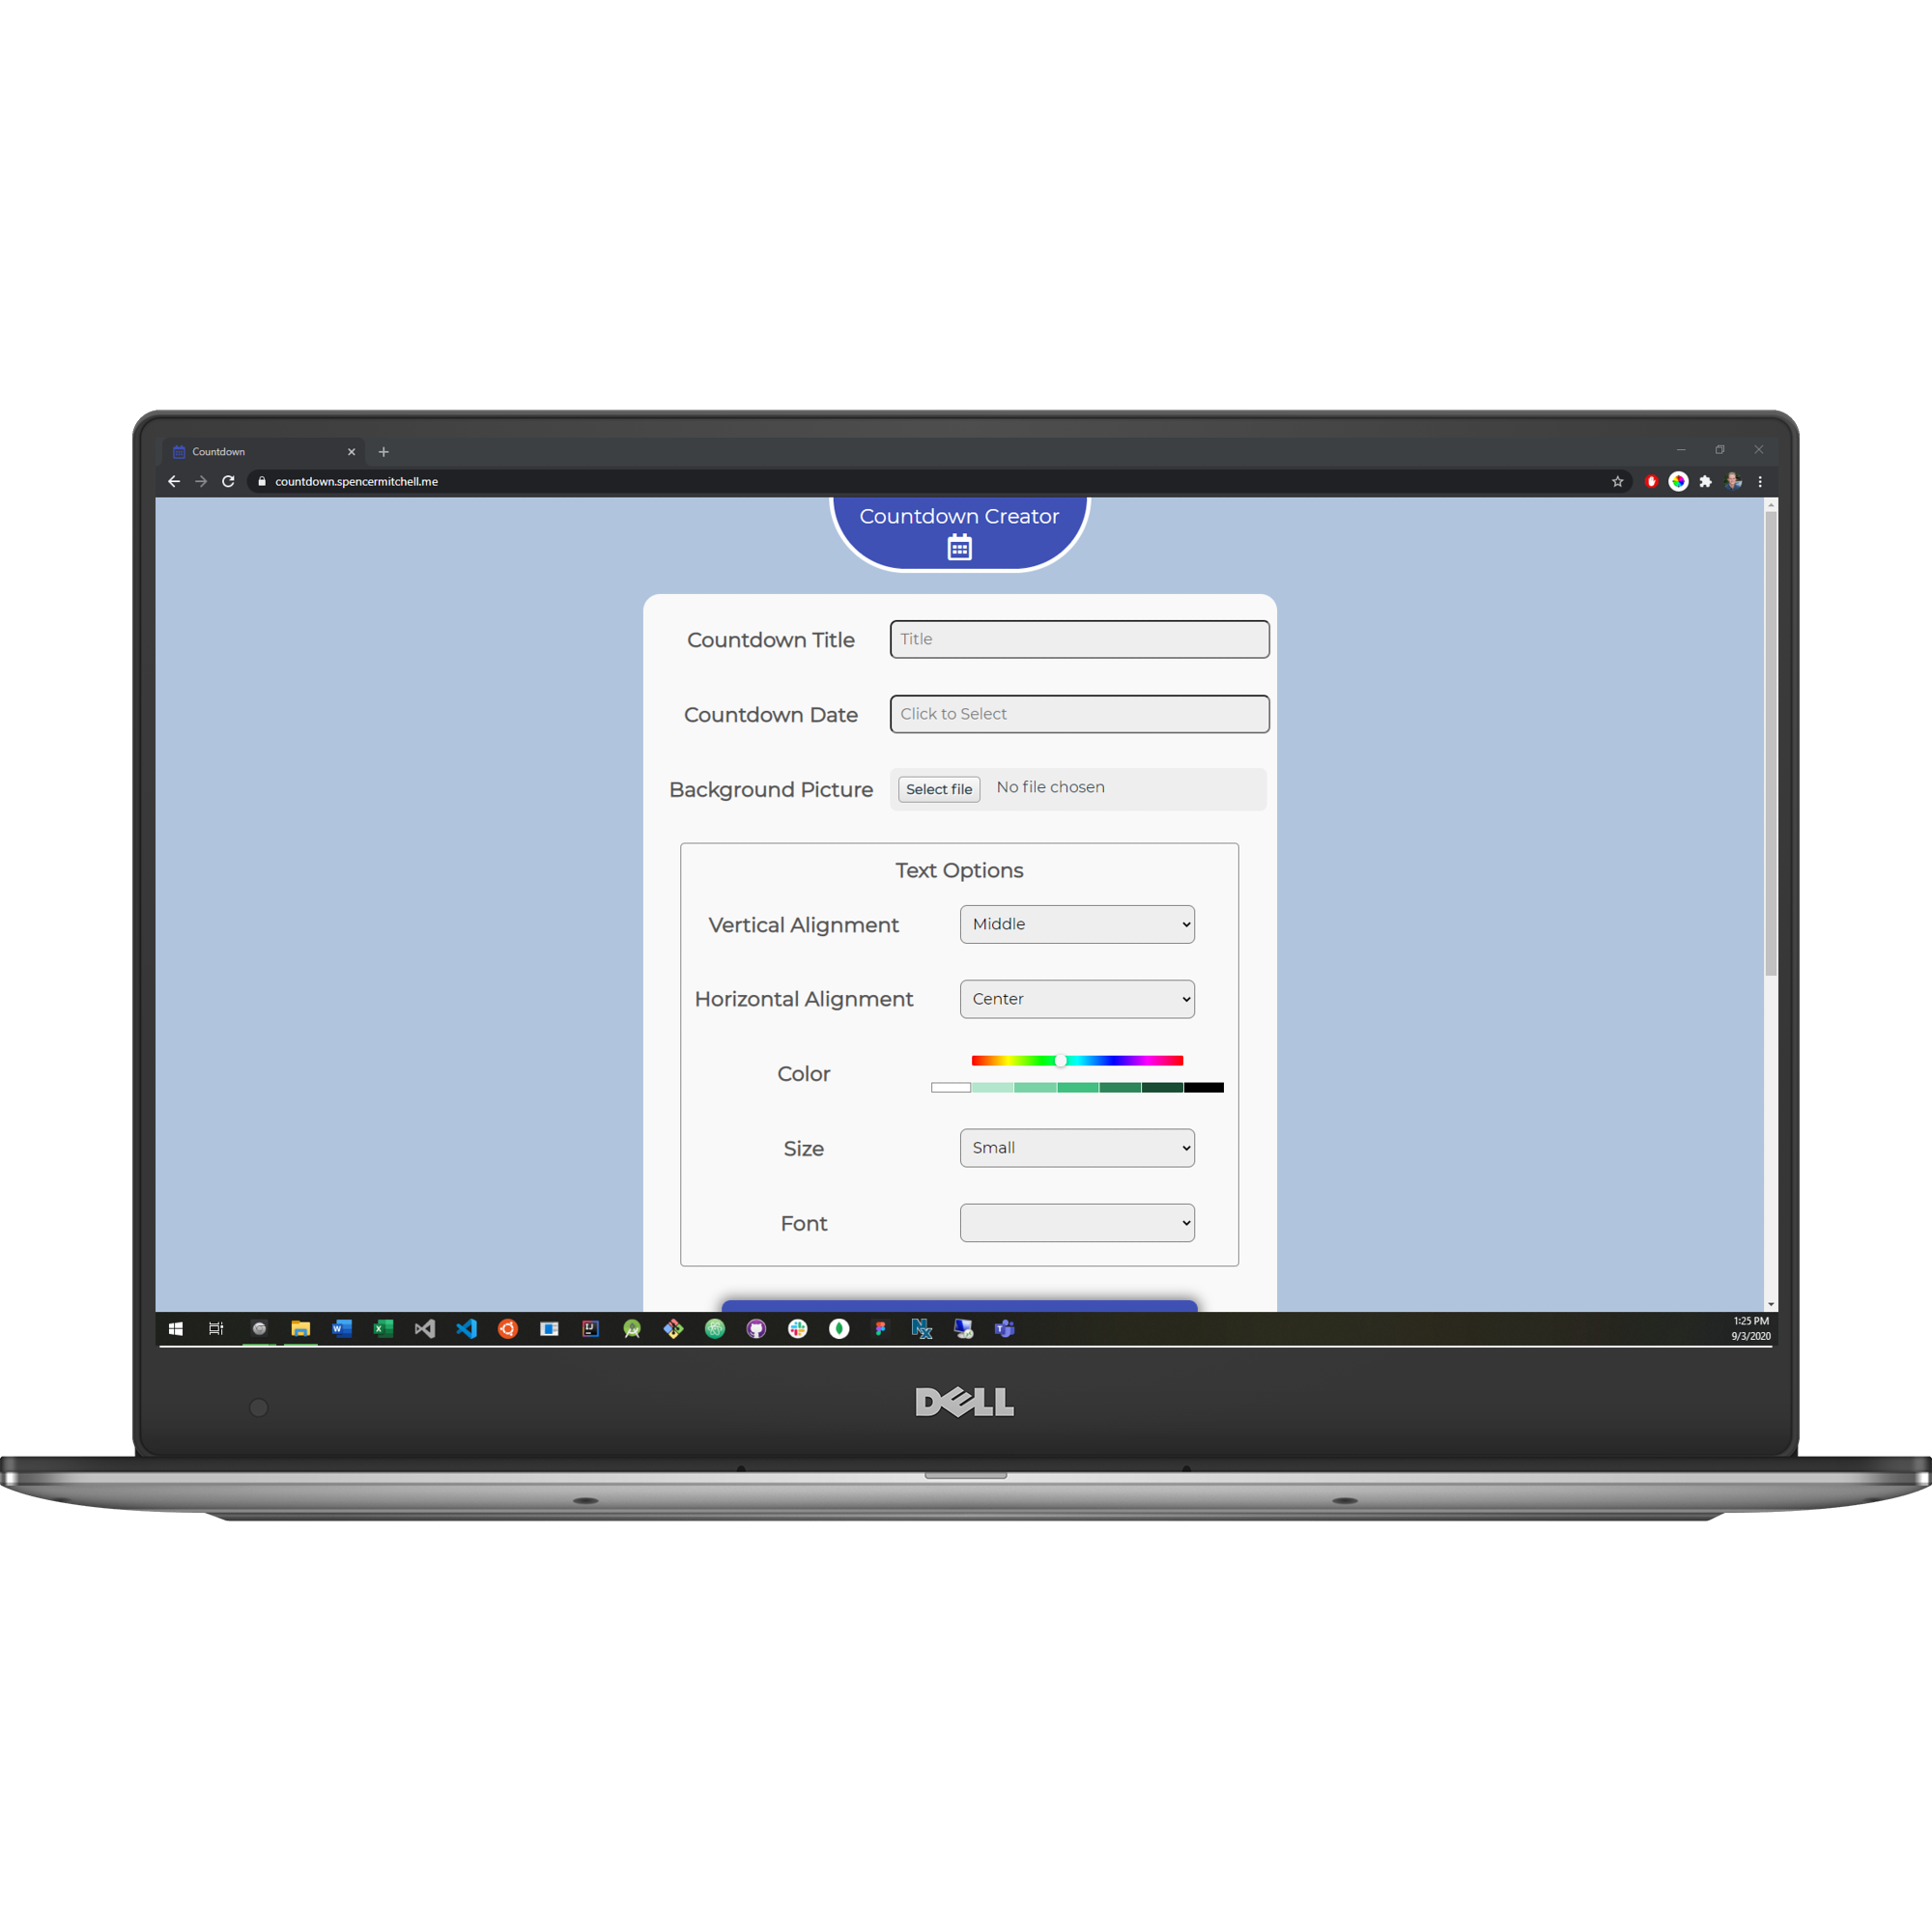 Countdown
countdown.spencermitchell.me
Countdown Creator
Countdown Title Title
Countdown Date Click to Select
Background Picture Select file No file chosen
Text Options
Vertical Alignment Middle
Horizontal Alignment Center
Color
Size Small
Font
1:25 PM
9/3/2020
DELL